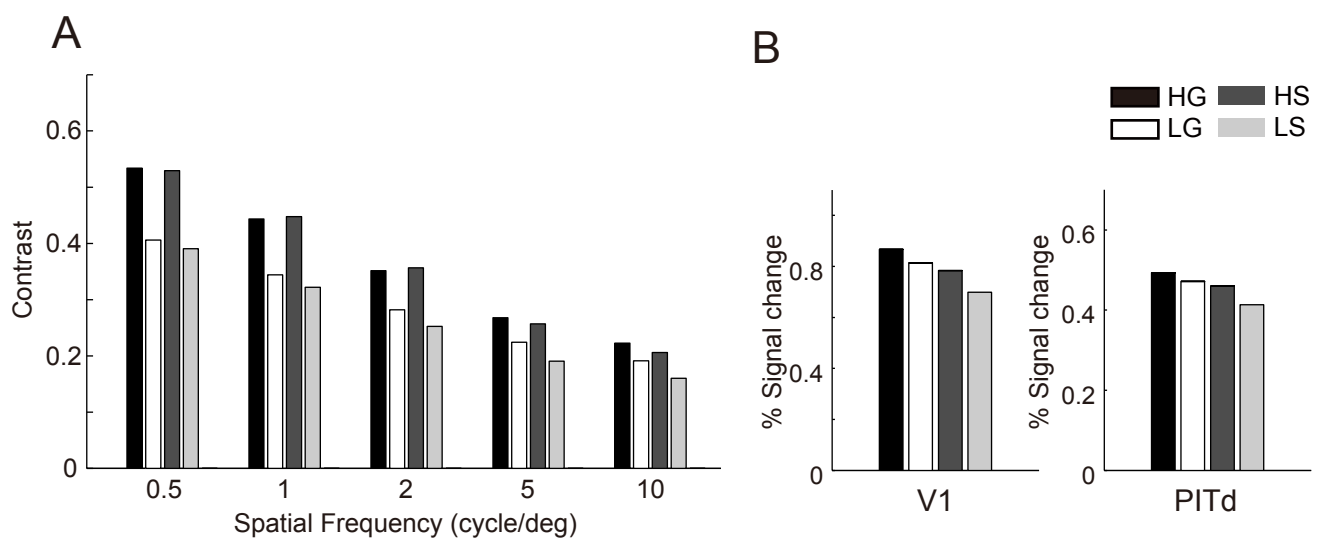 A
Contrast
0.6
0.4
0.2
0
0.5 1 2 5 10
Spatial Frequency (cycle/deg)
B
HG HS
LG LS
% Signal change
0.8
0.4
0
V1
% Signal change
0.6
0.4
0.2
0
PITd